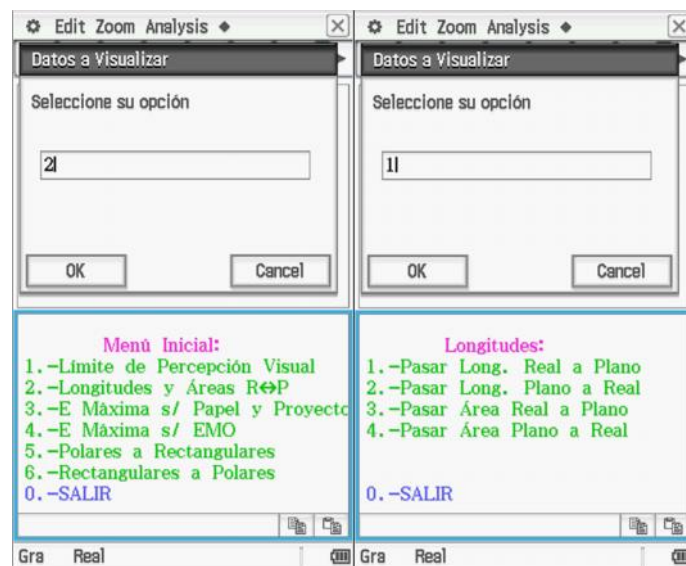 Edit Zoom Analysis ◆
Datos a Visualizar
Seleccione su opción
2
OK Cancel
Menú Inicial:
1.-Límite de Percepción Visual
2.-Longitudes y Áreas R⇔P
3.-E Máxima s/ Papel y Proyecto
4.-E Máxima s/ EMO
5.-Polares a Rectangulares
6.-Rectangulares a Polares
0.-SALIR
Gra Real
Edit Zoom Analysis ◆
Datos a Visualizar
Seleccione su opción
1
OK Cancel
Longitudes:
1.-Pasar Long. Real a Plano
2.-Pasar Long. Plano a Real
3.-Pasar Área Real a Plano
4.-Pasar Área Plano a Real
0.-SALIR
Gra Real